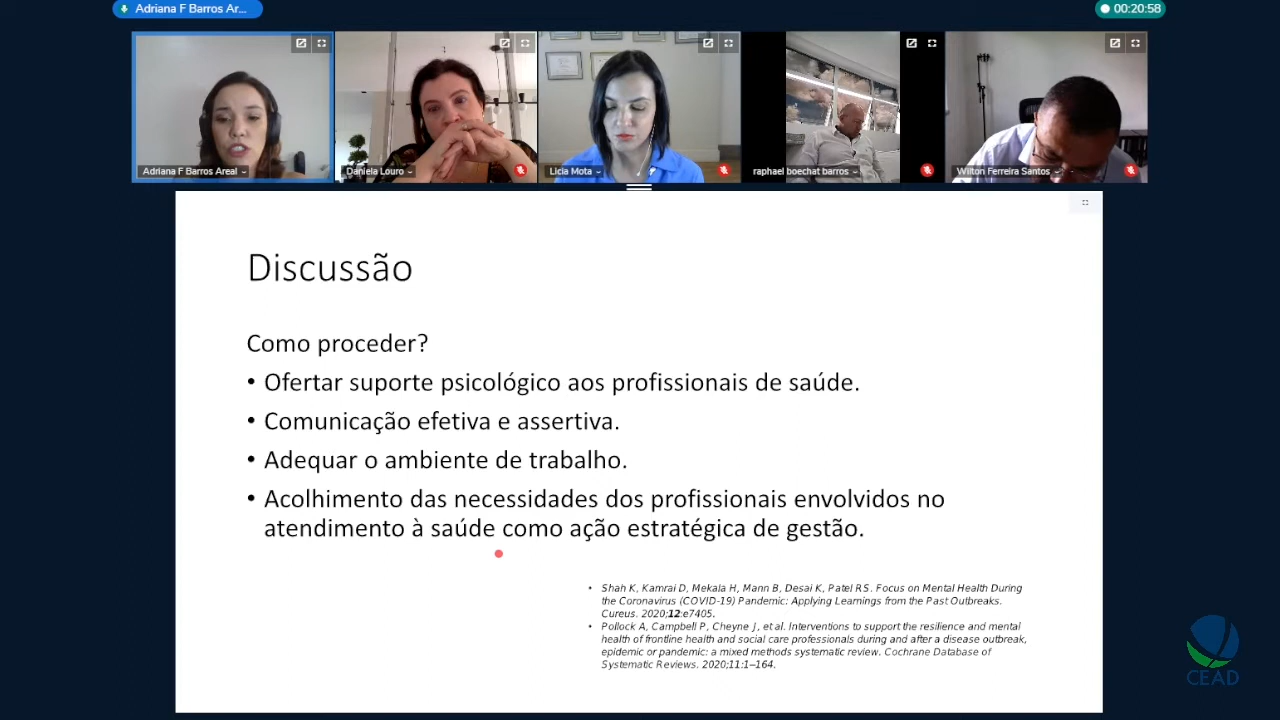 Adriana F Barros Ar...
00:20:58
Adriana F Barros Areal
Daniela Louro
Licia Mota
raphael boechat barros
Wilton Ferreira Santos
Discussão
Como proceder?
• Ofertar suporte psicológico aos profissionais de saúde.
• Comunicação efetiva e assertiva.
• Adequar o ambiente de trabalho.
• Acolhimento das necessidades dos profissionais envolvidos no
atendimento à saúde como ação estratégica de gestão.
• Shah K, Kamrai D, Mekala H, Mann B, Desai K, Patel RS. Focus on Mental Health During
the Coronavirus (COVID-19) Pandemic: Applying Learnings from the Past Outbreaks.
Cureus. 2020;12:e7405.
• Pollock A, Campbell P, Cheyne J, et al. Interventions to support the resilience and mental
health of frontline health and social care professionals during and after a disease outbreak,
epidemic or pandemic: a mixed methods systematic review. Cochrane Database of
Systematic Reviews. 2020;11:1–164.
CEAD